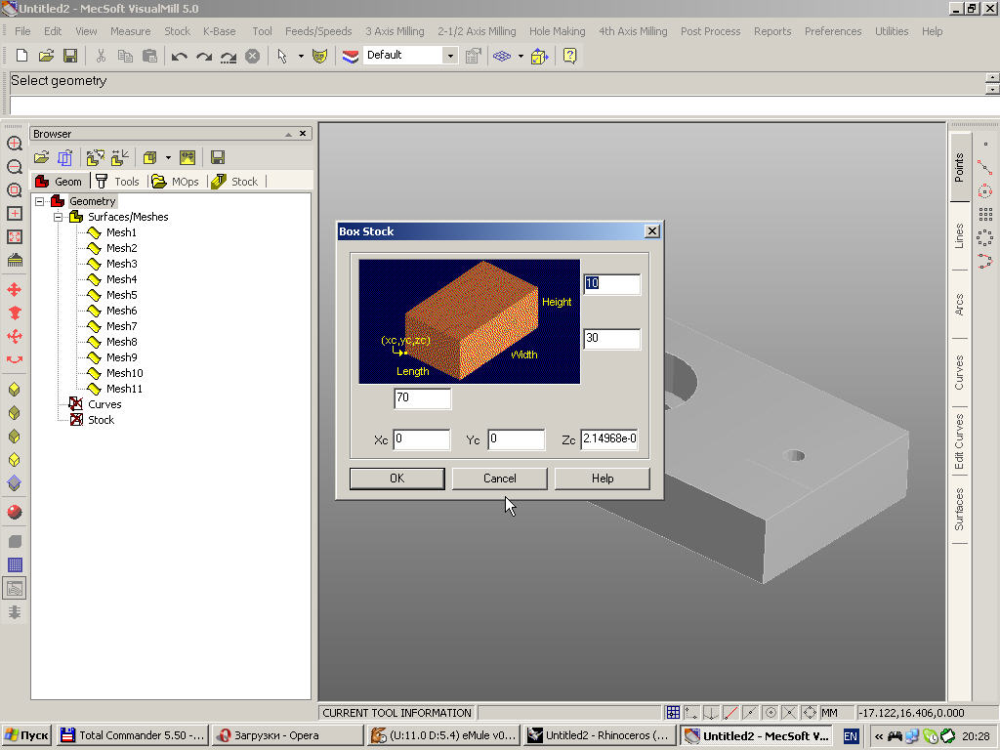 Untitled2 - MecSoft VisualMill 5.0
File Edit View Measure Stock K-Base Tool Feeds/Speeds 3 Axis Milling 2-1/2 Axis Milling Hole Making 4th Axis Milling Post Process Reports Preferences Utilities Help
Default
Select geometry
Browser
Geom Tools MOps Stock
Geometry
Surfaces/Meshes
Mesh1
Mesh2
Mesh3
Mesh4
Mesh5
Mesh6
Mesh7
Mesh8
Mesh9
Mesh10
Mesh11
Curves
Stock
Box Stock
10
Height
30
(xc,yc,zc)
Width
Length
70
Xc 0 Yc 0 Zc 2.14968e-0
OK Cancel Help
Points
Lines
Arcs
Curves
Edit Curves
Surfaces
CURRENT TOOL INFORMATION MM -17.122,16.406,0.000
Пуск Total Commander 5.50 -... Загрузки - Opera (U:11.0 D:5.4) eMule v0... Untitled2 - Rhinoceros (... Untitled2 - MecSoft V... EN « 20:28